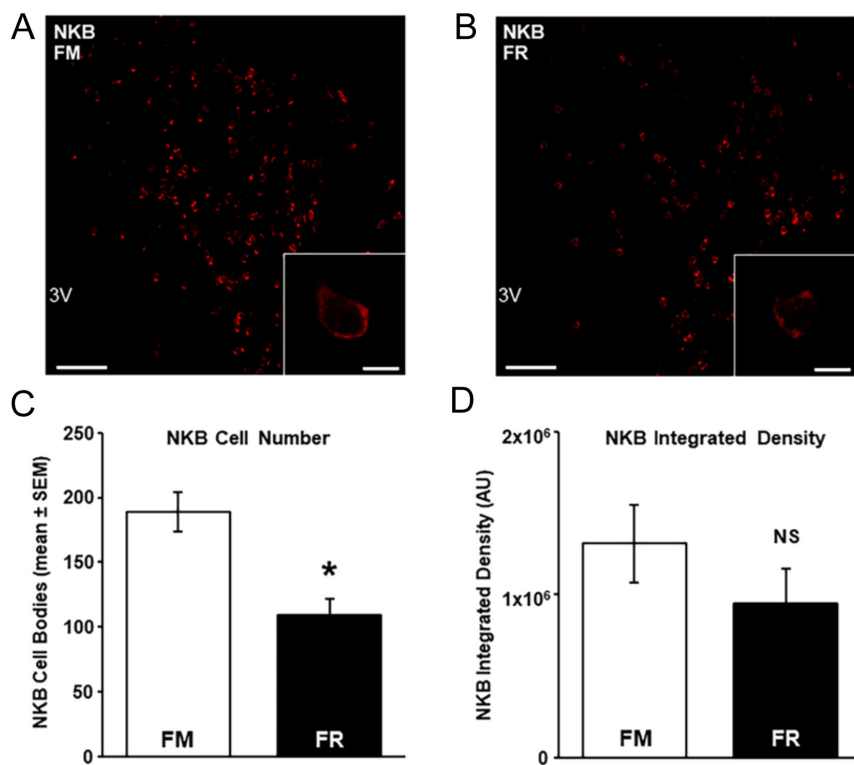 A
NKB
FM
3V
B
NKB
FR
3V
C
NKB Cell Number
NKB Cell Bodies (mean ± SEM)
250
200
150
100
50
0
*
FM
FR
D
NKB Integrated Density
NKB Integrated Density (AU)
2x10⁶
1x10⁶
0
NS
FM
FR